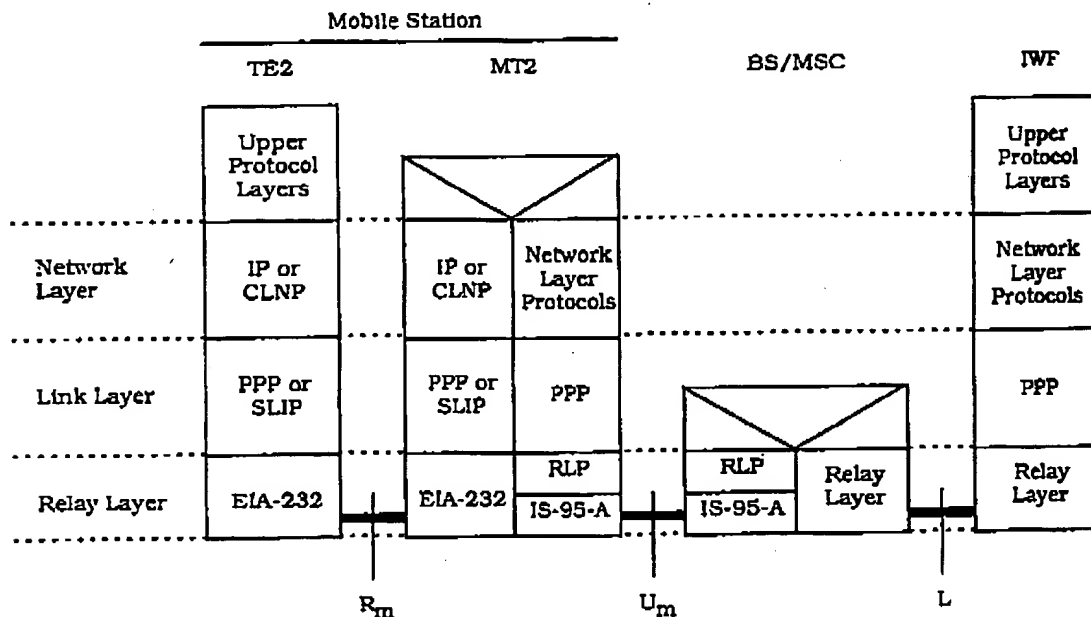 Mobile Station
TE2
MT2
BS/MSC
IWF
Upper
Protocol
Layers
Upper
Protocol
Layers
Network
Layer
IP or
CLNP
IP or
CLNP
Network
Layer
Protocols
Network
Layer
Protocols
Link Layer
PPP or
SLIP
PPP or
SLIP
PPP
PPP
Relay Layer
EIA-232
EIA-232
RLP
IS-95-A
RLP
IS-95-A
Relay
Layer
Relay
Layer
Rm
Um
L